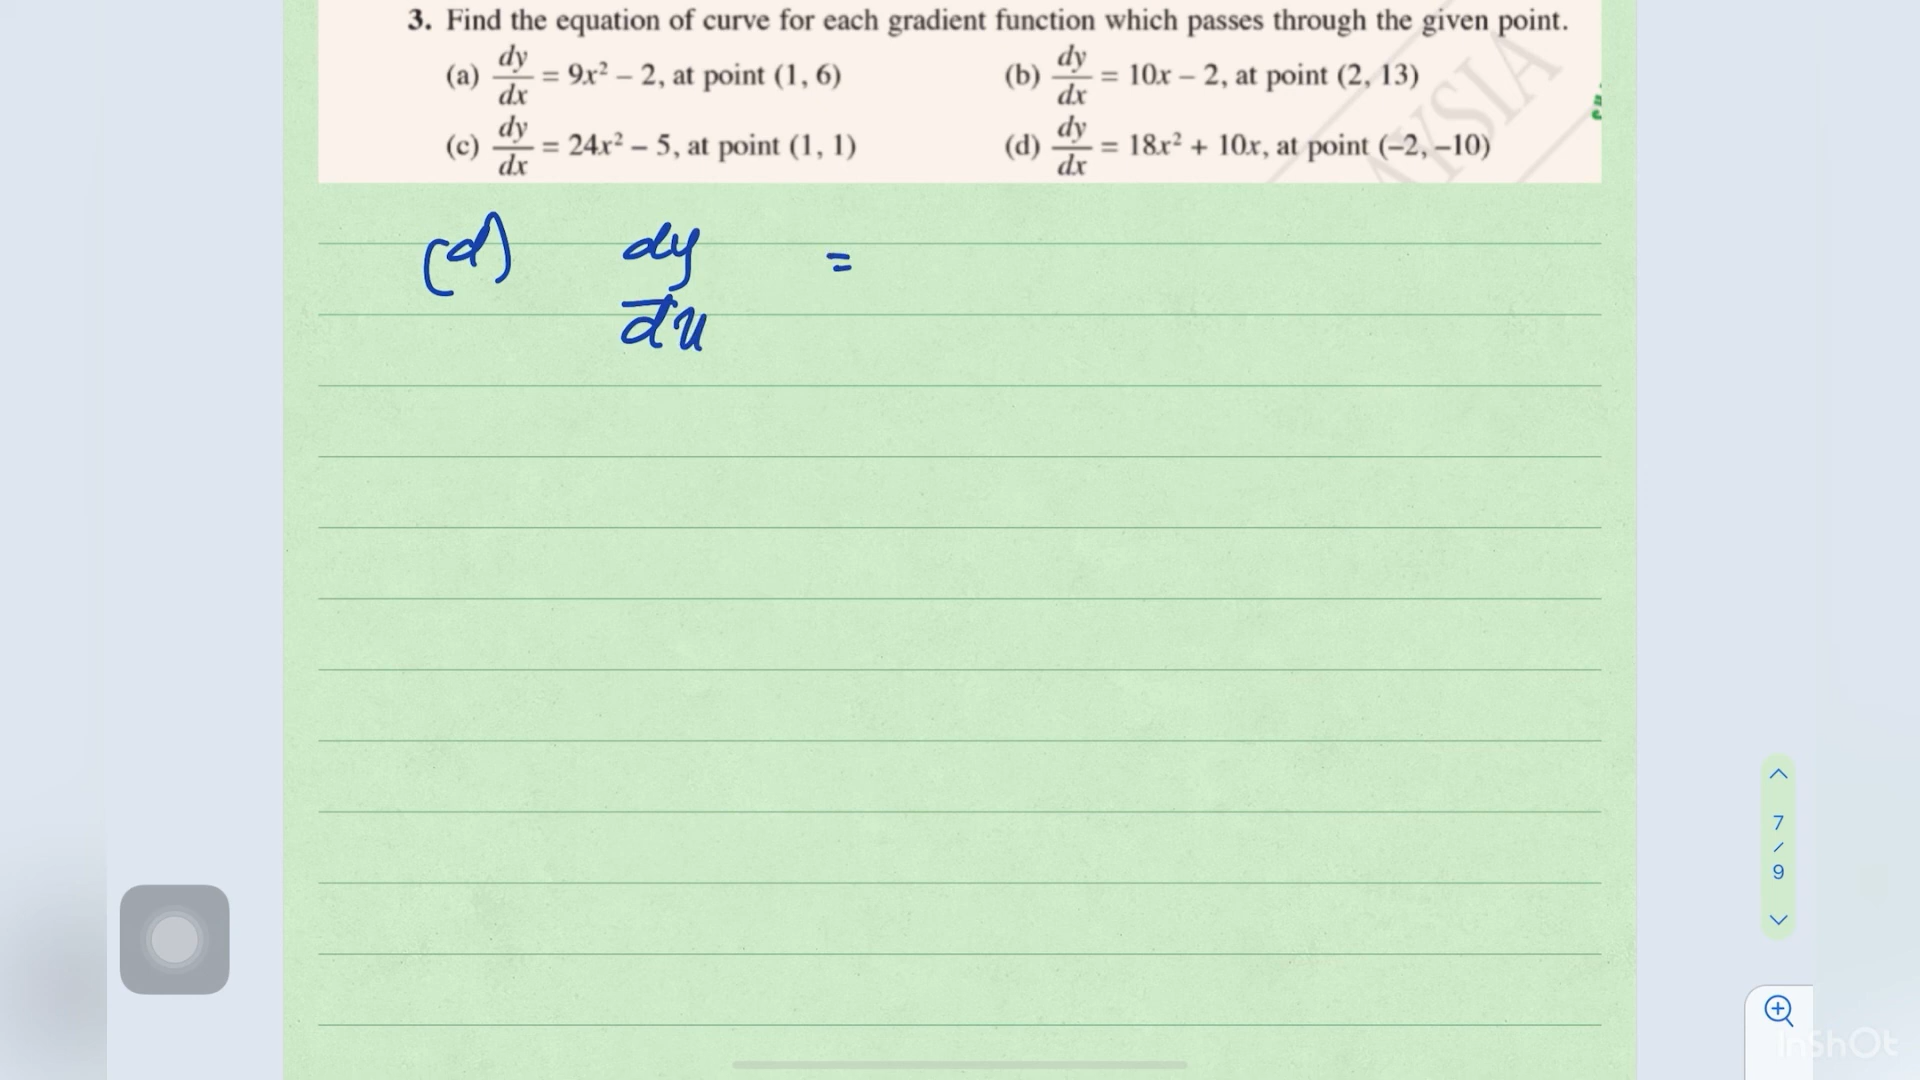 3. Find the equation of curve for each gradient function which passes through the given point.
(a) dy/dx = 9x² – 2, at point (1, 6)
(b) dy/dx = 10x – 2, at point (2, 13)
(c) dy/dx = 24x² – 5, at point (1, 1)
(d) dy/dx = 18x² + 10x, at point (–2, –10)
AYSIA
(d) dy/dx =
7
/
9
InShOt